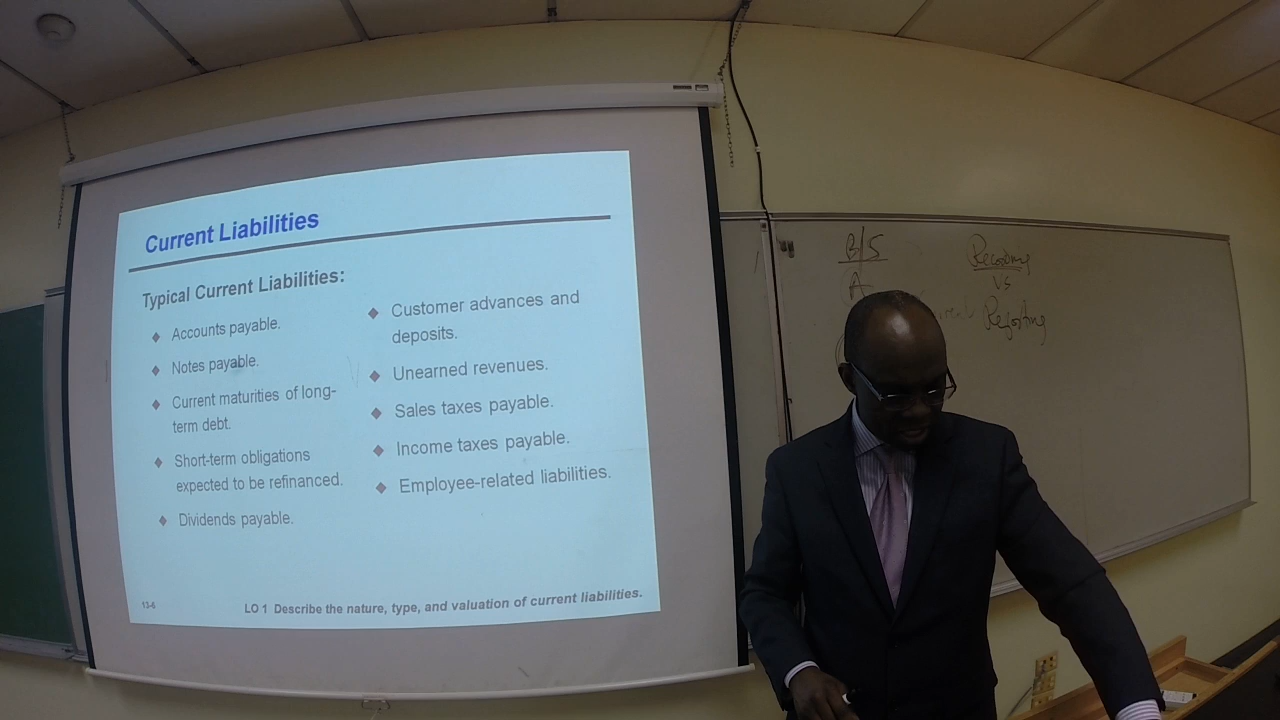 Current Liabilities
Typical Current Liabilities:
Accounts payable.
Notes payable.
Current maturities of long-
term debt.
Short-term obligations
expected to be refinanced.
Dividends payable.
Customer advances and
deposits.
Unearned revenues.
Sales taxes payable.
Income taxes payable.
Employee-related liabilities.
13-6
LO 1 Describe the nature, type, and valuation of current liabilities.
B/S
A
Recording
vs
Reporting